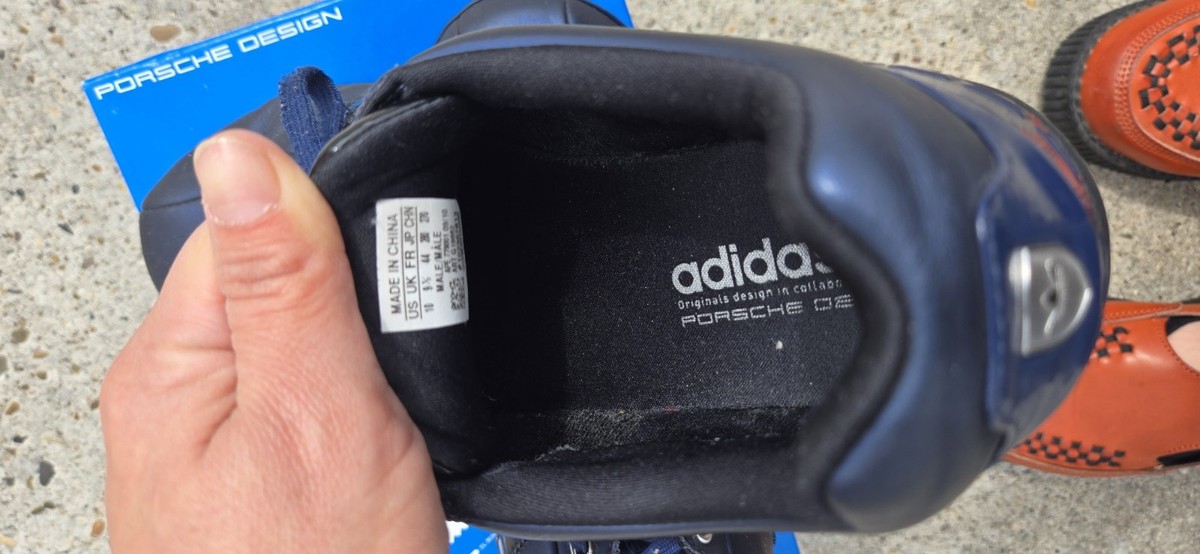 PORSCHE DESIGN
MADE IN CHINA
US UK FR JP CHN
10 9½ 44 280 270
MALE/MALE
adidas
Originals design in collabo
PORSCHE DE